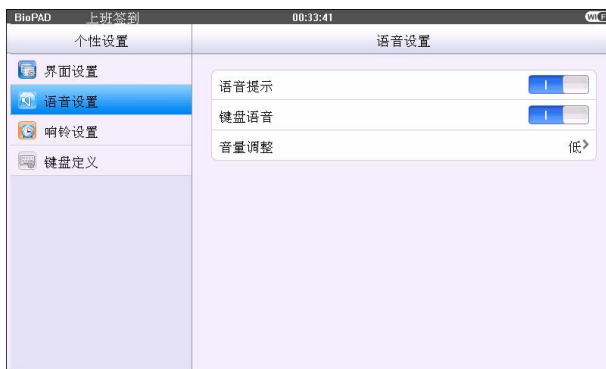 BioPAD 上班签到 00:33:41
个性设置 语音设置
界面设置
语音设置
响铃设置
键盘定义
语音提示
键盘语音
音量调整 低